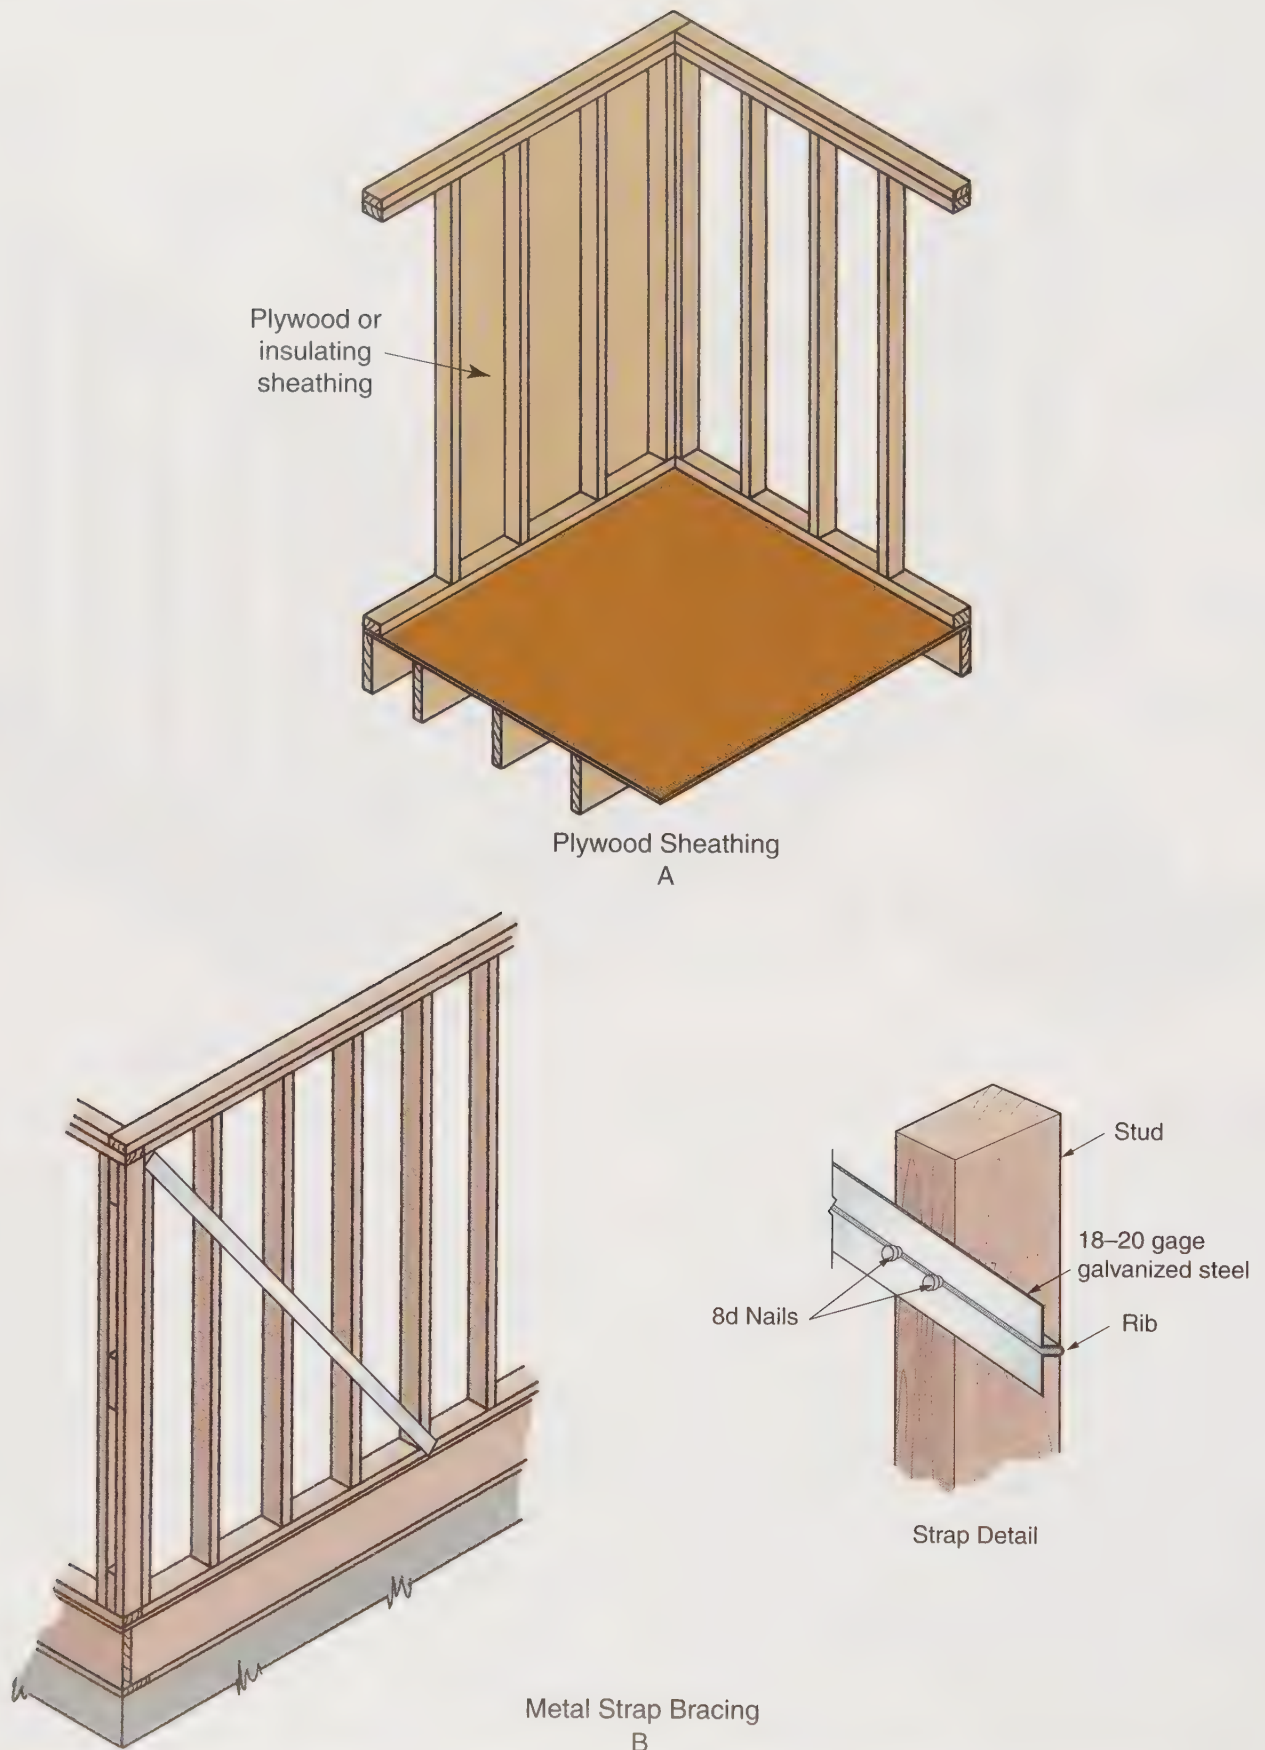 Plywood or
insulating
sheathing
Plywood Sheathing
A
Stud
18–20 gage
galvanized steel
8d Nails
Rib
Strap Detail
Metal Strap Bracing
B